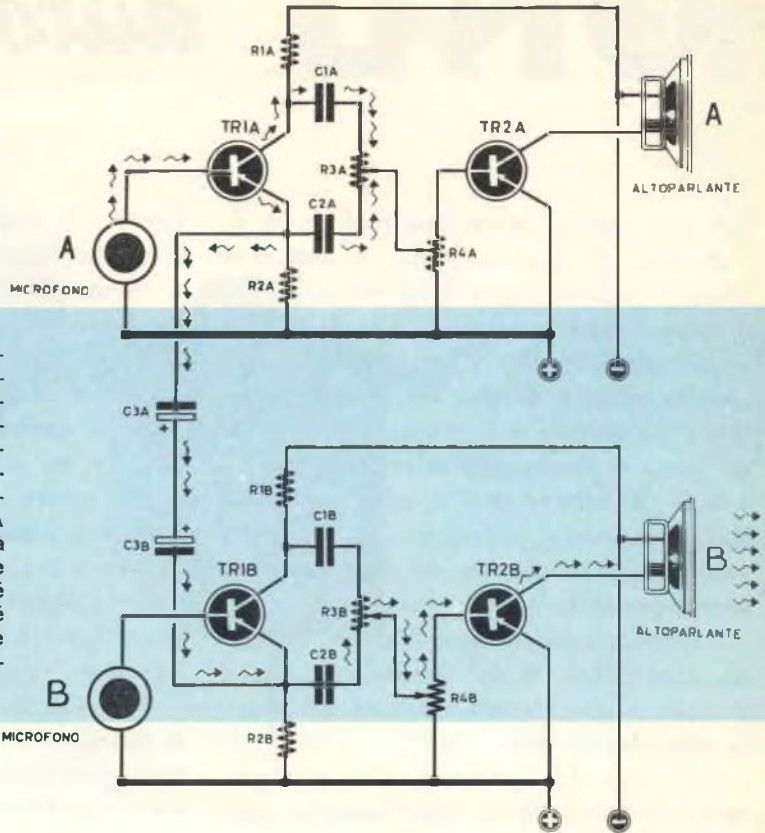 R1A
C1A
TR1A
TR2A
A
ALTOPARLANTE
R3A
C2A
A
R4A
MICROFONO
R2A
+
−
C3A
+
R1B
C1B
+
C3B
TR1B
TR2B
B
R3B
ALTOPARLANTE
C2B
B
R4B
MICROFONO
R2B
+
−